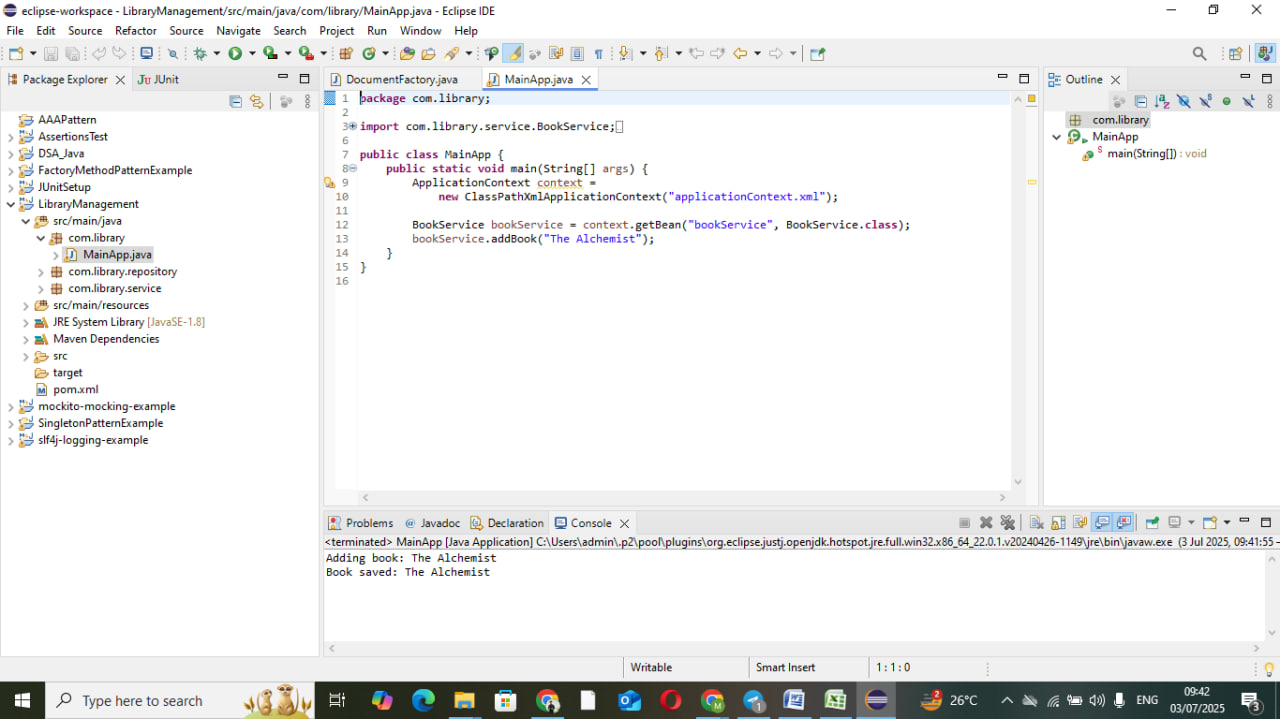 eclipse-workspace - LibraryManagement/src/main/java/com/library/MainApp.java - Eclipse IDE
File Edit Source Refactor Source Navigate Search Project Run Window Help
Package Explorer
JUnit
AAAPattern
AssertionsTest
DSA_Java
FactoryMethodPatternExample
JUnitSetup
LibraryManagement
src/main/java
com.library
MainApp.java
com.library.repository
com.library.service
src/main/resources
JRE System Library [JavaSE-1.8]
Maven Dependencies
src
target
pom.xml
mockito-mocking-example
SingletonPatternExample
slf4j-logging-example
DocumentFactory.java
MainApp.java
1 package com.library;
2
3 import com.library.service.BookService;
6
7 public class MainApp {
8 public static void main(String[] args) {
9 ApplicationContext context =
10 new ClassPathXmlApplicationContext("applicationContext.xml");
11
12 BookService bookService = context.getBean("bookService", BookService.class);
13 bookService.addBook("The Alchemist");
14 }
15 }
16
Outline
com.library
MainApp
main(String[]) : void
Problems @ Javadoc Declaration Console
<terminated> MainApp [Java Application] C:\Users\admin\.p2\pool\plugins\org.eclipse.justj.openjdk.hotspot.jre.full.win32.x86_64_22.0.1.v20240426-1149\jre\bin\javaw.exe (3 Jul 2025, 09:41:55 –
Adding book: The Alchemist
Book saved: The Alchemist
Writable Smart Insert 1 : 1 : 0
Type here to search
2 26°C ENG 09:42
03/07/2025
3